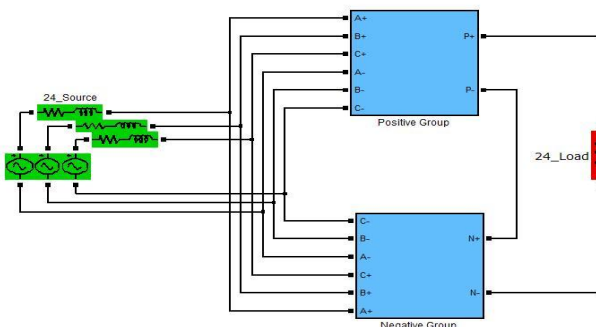 24_Source
A+
B+
C+
A-
B-
C-
P+
P-
Positive Group
24_Load
C-
B-
A-
C+
B+
A+
N+
N-
Negative Group